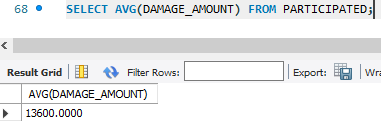 68 SELECT AVG(DAMAGE_AMOUNT) FROM PARTICIPATED;
Result Grid Filter Rows: Export:
AVG(DAMAGE_AMOUNT)
13600.0000